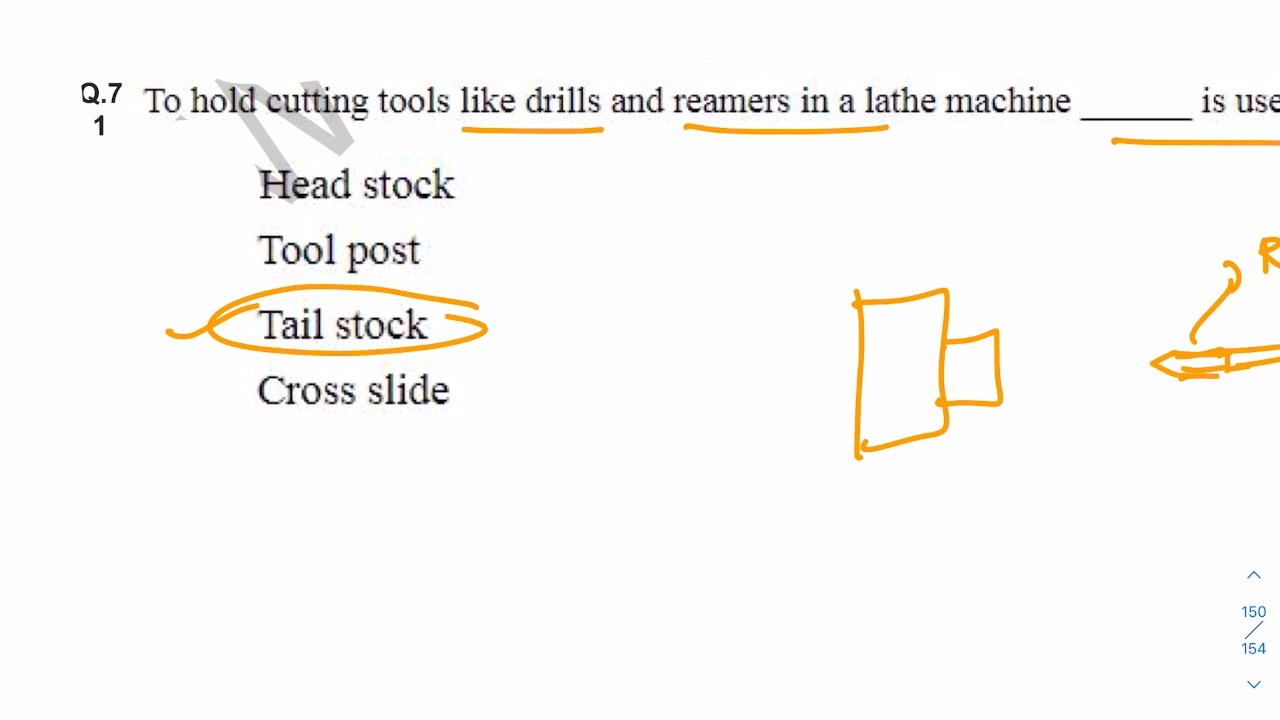 Q.7 To hold cutting tools like drills and reamers in a lathe machine ______ is use
1
Head stock
Tool post
Tail stock
Cross slide
R
150
154